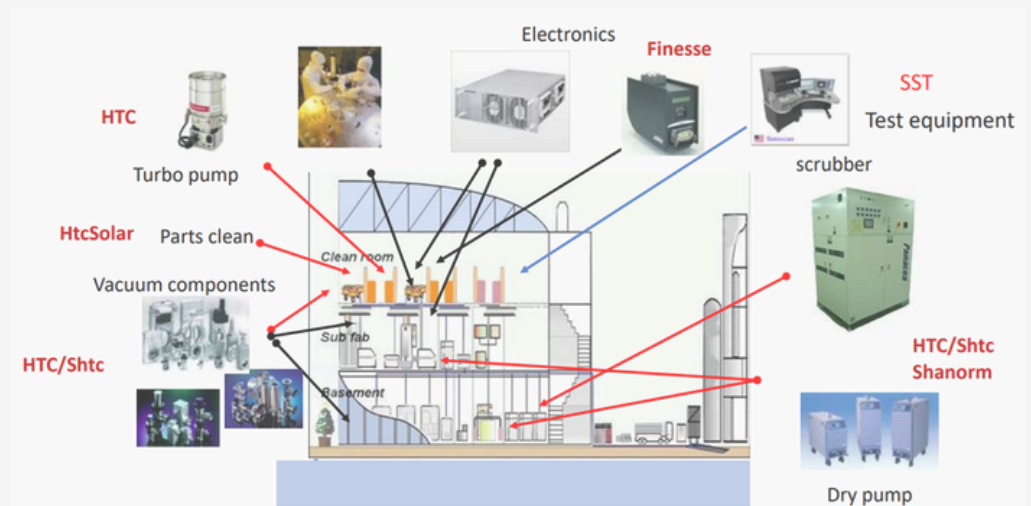 Electronics
Finesse
HTC
SST
Test equipment
Turbo pump
scrubber
HtcSolar
Parts clean
Clean room
Vacuum components
Panacea
Sub fab
HTC/Shtc
HTC/Shtc
Shanorm
Basement
Dry pump